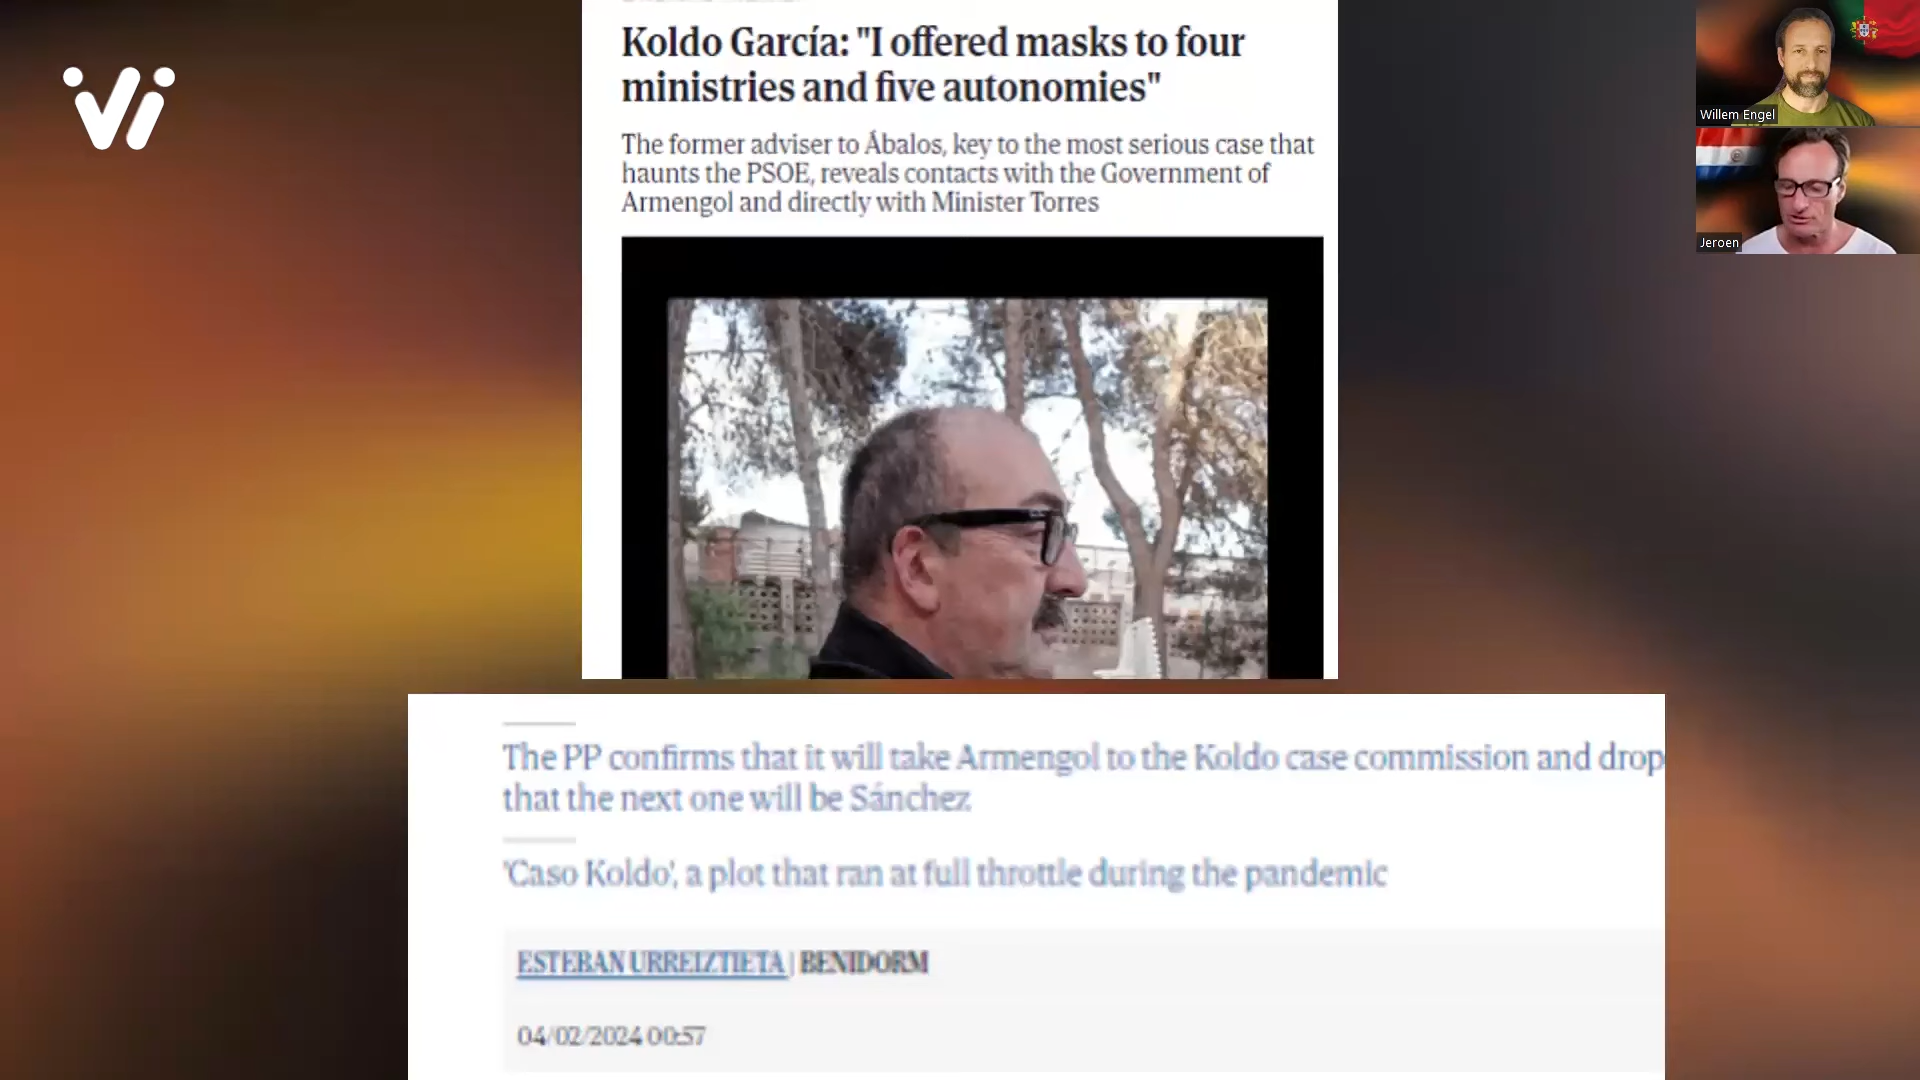 Koldo García: "I offered masks to four
ministries and five autonomies"
The former adviser to Ábalos, key to the most serious case that
haunts the PSOE, reveals contacts with the Government of
Armengol and directly with Minister Torres
Willem Engel
Jeroen
The PP confirms that it will take Armengol to the Koldo case commission and drop
that the next one will be Sánchez
'Caso Koldo', a plot that ran at full throttle during the pandemic
ESTEBAN URREIZTIETA | BENIDORM
04/02/2024 00:57